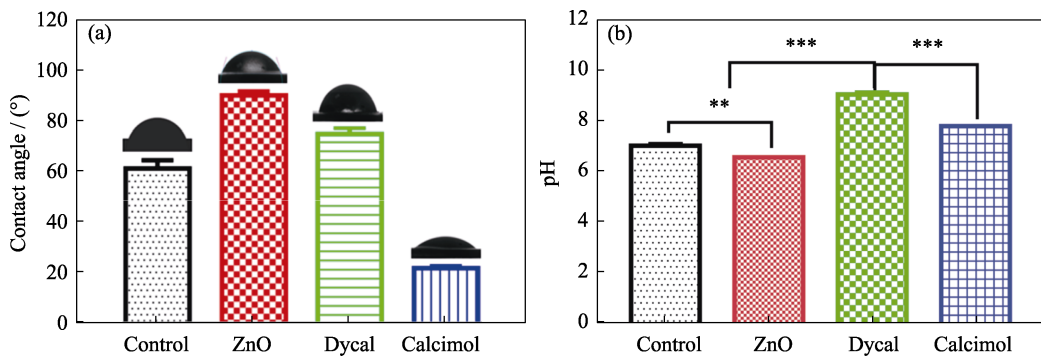 (a)
Contact angle / (°)
120
100
80
60
40
20
0
Control ZnO Dycal Calcimol
(b)
pH
12
10
8
6
4
2
0
***
***
**
Control ZnO Dycal Calcimol